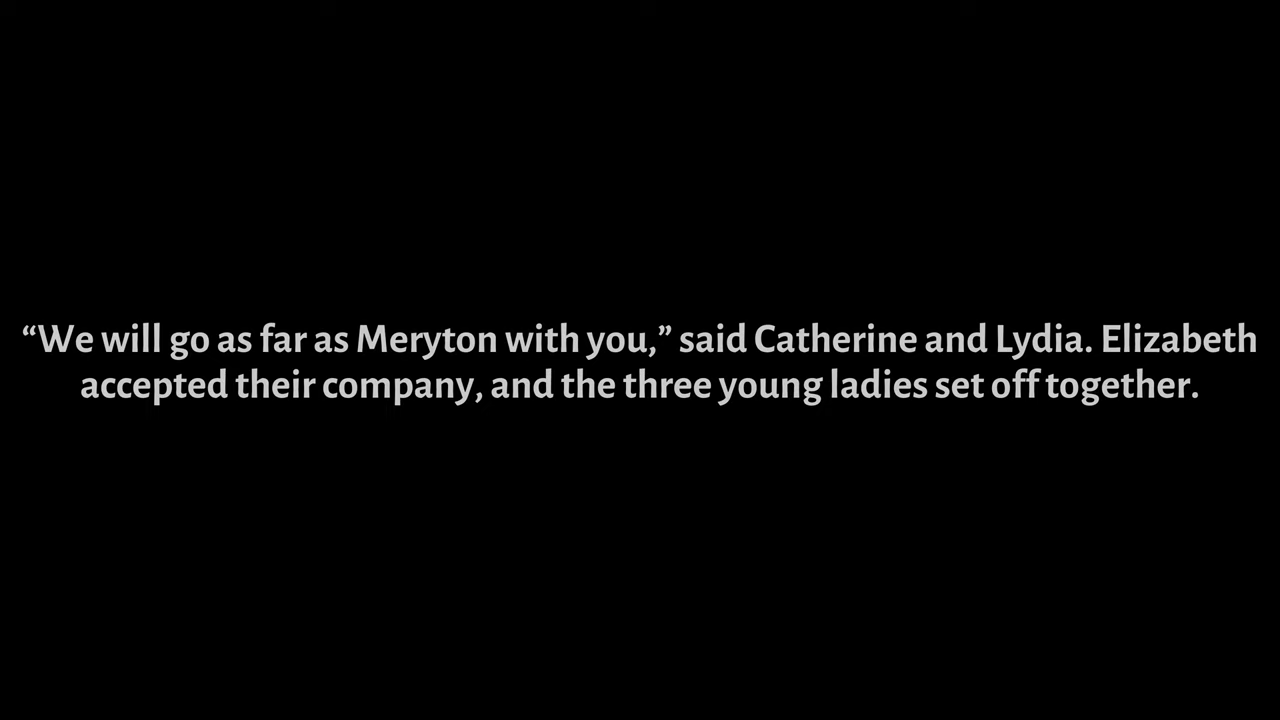 “We will go as far as Meryton with you,” said Catherine and Lydia. Elizabeth
accepted their company, and the three young ladies set off together.